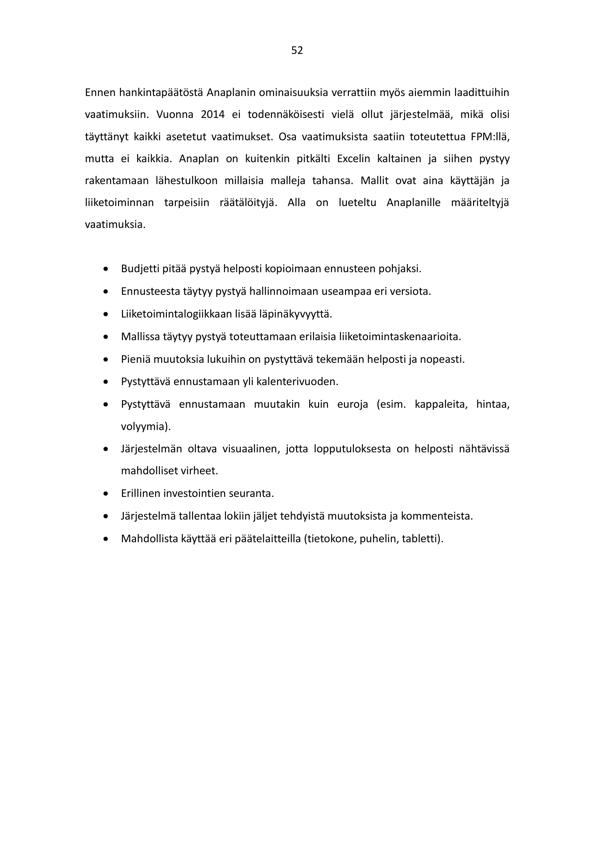 52
Ennen hankintapäätöstä Anaplanin ominaisuuksia verrattiin myös aiemmin laadittuihin
vaatimuksiin. Vuonna 2014 ei todennäköisesti vielä ollut järjestelmää, mikä olisi
täyttänyt kaikki asetetut vaatimukset. Osa vaatimuksista saatiin toteutettua FPM:llä,
mutta ei kaikkia. Anaplan on kuitenkin pitkälti Excelin kaltainen ja siihen pystyy
rakentamaan lähestulkoon millaisia malleja tahansa. Mallit ovat aina käyttäjän ja
liiketoiminnan tarpeisiin räätälöityjä. Alla on lueteltu Anaplanille määriteltyjä
vaatimuksia.
• Budjetti pitää pystyä helposti kopioimaan ennusteen pohjaksi.
• Ennusteesta täytyy pystyä hallinnoimaan useampaa eri versiota.
• Liiketoimintalogiikkaan lisää läpinäkyvyyttä.
• Mallissa täytyy pystyä toteuttamaan erilaisia liiketoimintaskenaarioita.
• Pieniä muutoksia lukuihin on pystyttävä tekemään helposti ja nopeasti.
• Pystyttävä ennustamaan yli kalenterivuoden.
• Pystyttävä ennustamaan muutakin kuin euroja (esim. kappaleita, hintaa,
volyymia).
• Järjestelmän oltava visuaalinen, jotta lopputuloksesta on helposti nähtävissä
mahdolliset virheet.
• Erillinen investointien seuranta.
• Järjestelmä tallentaa lokiin jäljet tehdyistä muutoksista ja kommenteista.
• Mahdollista käyttää eri päätelaitteilla (tietokone, puhelin, tabletti).